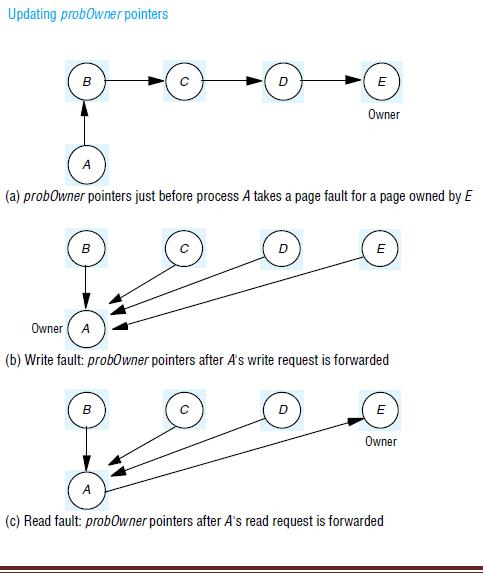 Updating probOwner pointers
B C D E
Owner
A
(a) probOwner pointers just before process A takes a page fault for a page owned by E
B C D E
Owner A
(b) Write fault: probOwner pointers after A's write request is forwarded
B C D E
Owner
A
(c) Read fault: probOwner pointers after A's read request is forwarded